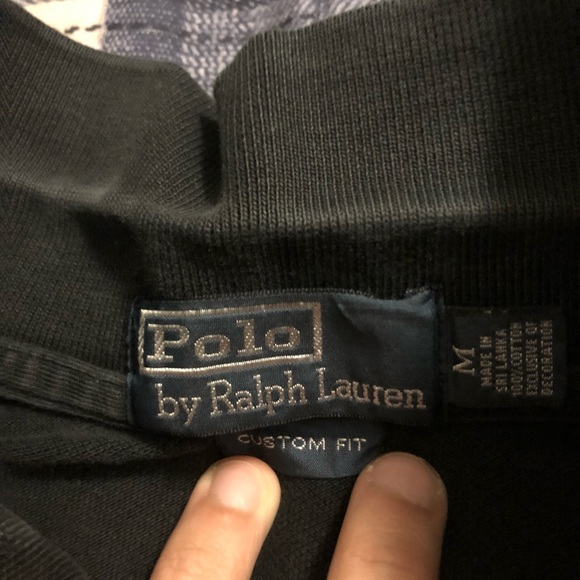 Polo
by Ralph Lauren
CUSTOM FIT
M
MADE IN
SRI LANKA
100% COTTON
EXCLUSIVE OF
DECORATION